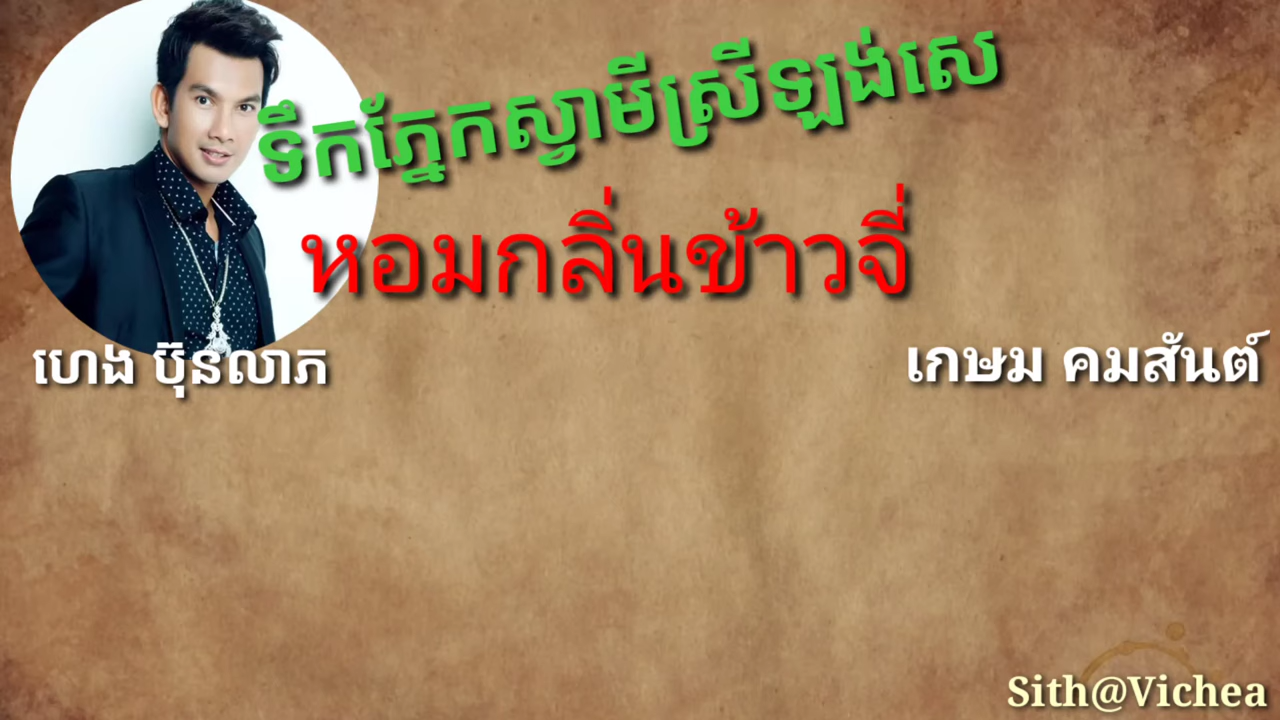 ទឹកភ្នែកស្វាមីស្រីឡង់សេ
หอมกลิ่นข้าวจี่
ហេង ប៊ុនលាភ
เกษม คมสันต์
Sith@Vichea